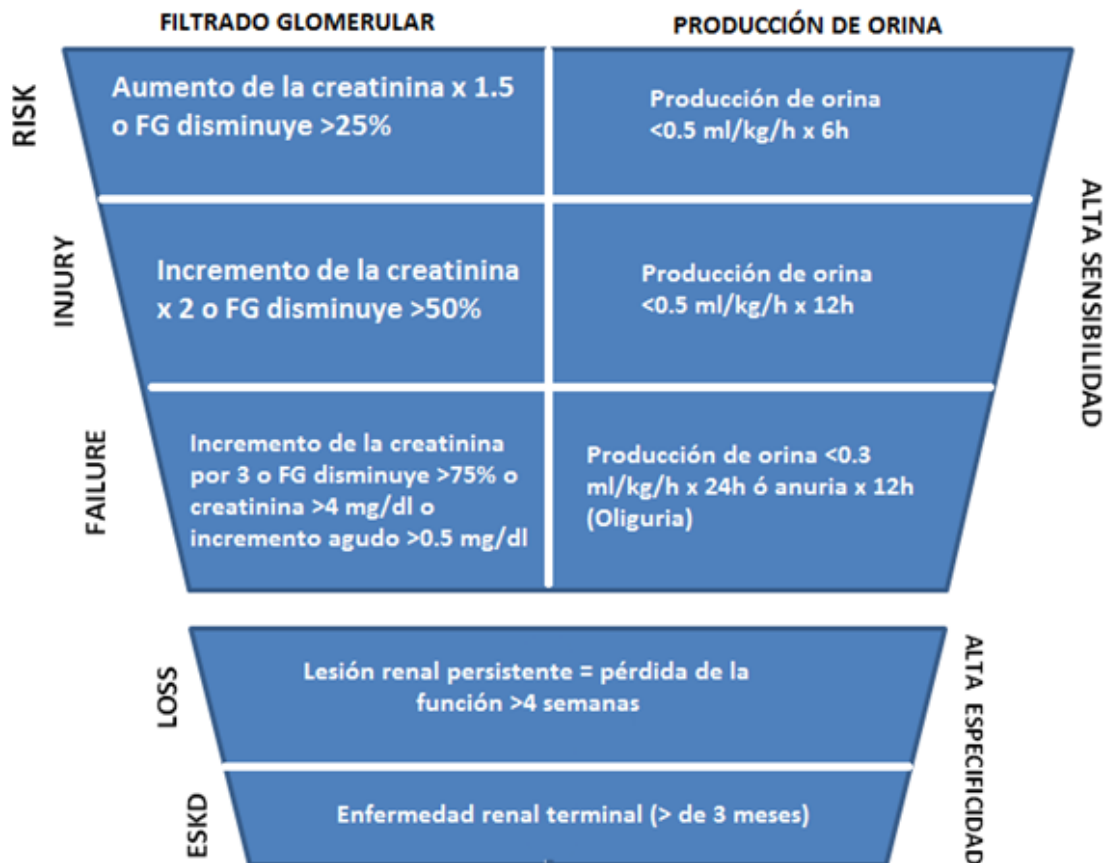 FILTRADO GLOMERULAR
PRODUCCIÓN DE ORINA
RISK
Aumento de la creatinina x 1.5
o FG disminuye >25%
Producción de orina
<0.5 ml/kg/h x 6h
INJURY
Incremento de la creatinina
x 2 o FG disminuye >50%
Producción de orina
<0.5 ml/kg/h x 12h
ALTA SENSIBILIDAD
FAILURE
Incremento de la creatinina
por 3 o FG disminuye >75% o
creatinina >4 mg/dl o
incremento agudo >0.5 mg/dl
Producción de orina <0.3
ml/kg/h x 24h ó anuria x 12h
(Oliguria)
LOSS
Lesión renal persistente = pérdida de la
función >4 semanas
ALTA ESPECIFICIDAD
ESKD
Enfermedad renal terminal (> de 3 meses)